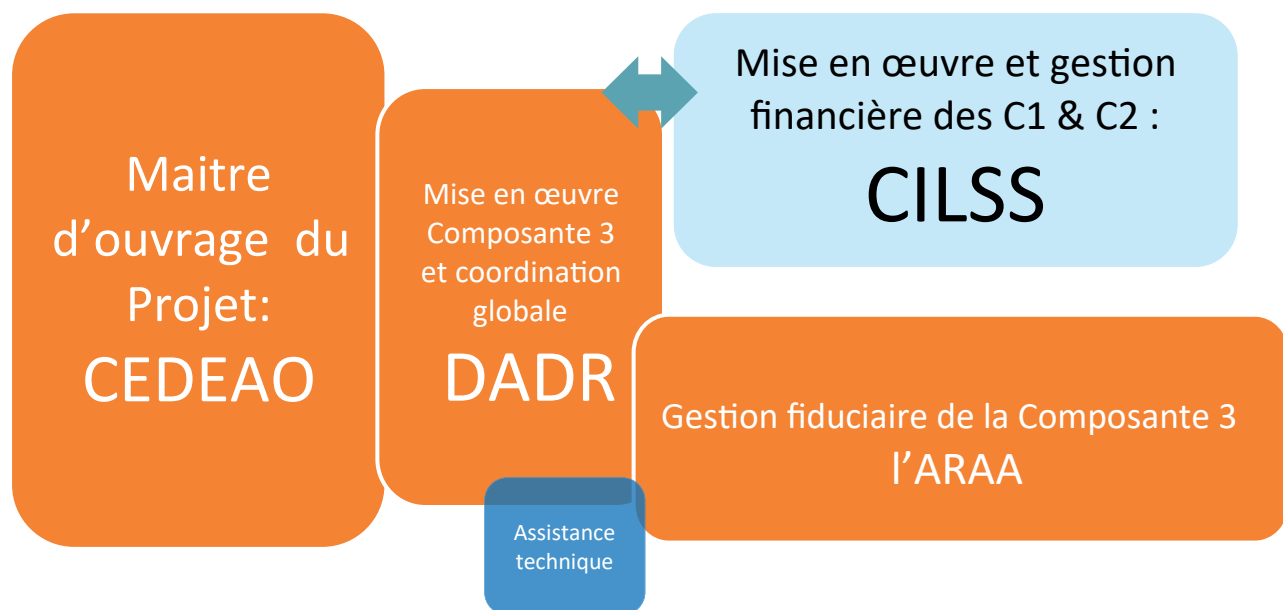 Maitre
d'ouvrage du
Projet:
CEDEAO
Mise en œuvre
Composante 3
et coordination
globale
DADR
Mise en œuvre et gestion
financière des C1 & C2 :
CILSS
Gestion fiduciaire de la Composante 3
l'ARAA
Assistance
technique